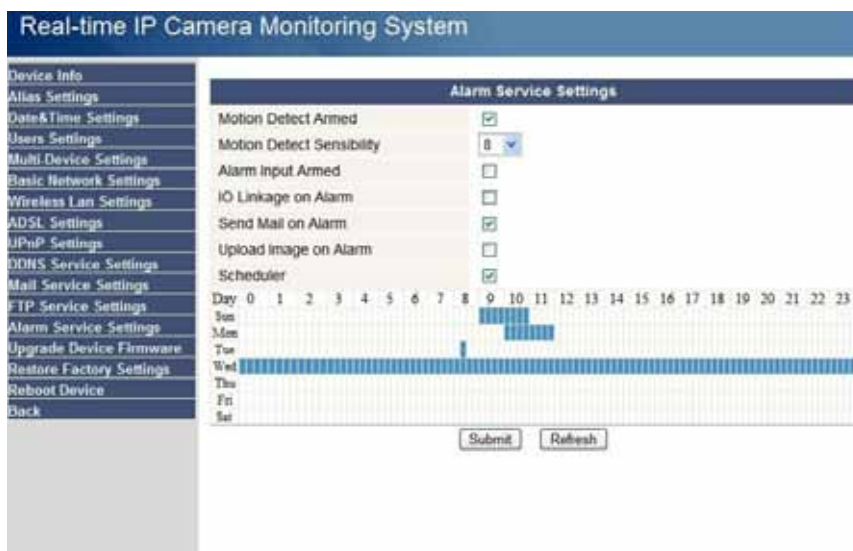 Real-time IP Camera Monitoring System
Device Info
Alias Settings
Date&Time Settings
Users Settings
Multi-Device Settings
Basic Network Settings
Wireless Lan Settings
ADSL Settings
UPnP Settings
DDNS Service Settings
Mail Service Settings
FTP Service Settings
Alarm Service Settings
Upgrade Device Firmware
Restore Factory Settings
Reboot Device
Back
Alarm Service Settings
Motion Detect Armed
Motion Detect Sensibility 8
Alarm Input Armed
IO Linkage on Alarm
Send Mail on Alarm
Upload Image on Alarm
Scheduler
Day 0 1 2 3 4 5 6 7 8 9 10 11 12 13 14 15 16 17 18 19 20 21 22 23
Sun
Mon
Tue
Wed
Thu
Fri
Sat
Submit Refresh